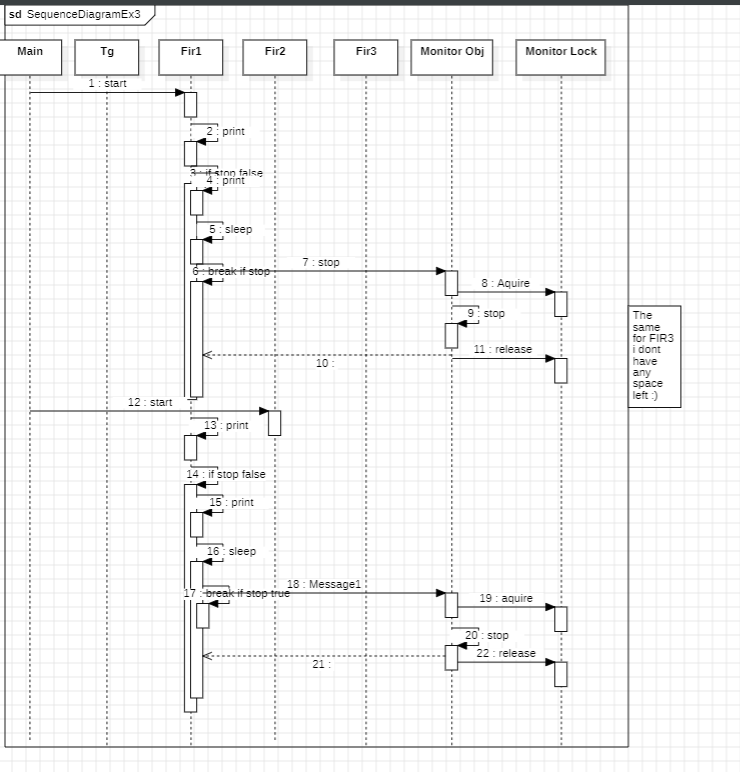 sd SequenceDiagramEx3
Main
Tg
Fir1
Fir2
Fir3
Monitor Obj
Monitor Lock
1 : start
2 : print
3 : if stop false
4 : print
5 : sleep
6 : break if stop
7 : stop
8 : Aquire
9 : stop
10 :
11 : release
12 : start
13 : print
14 : if stop false
15 : print
16 : sleep
17 : break if stop true
18 : Message1
19 : aquire
20 : stop
21 :
22 : release
The
same
for FIR3
i dont
have
any
space
left :)